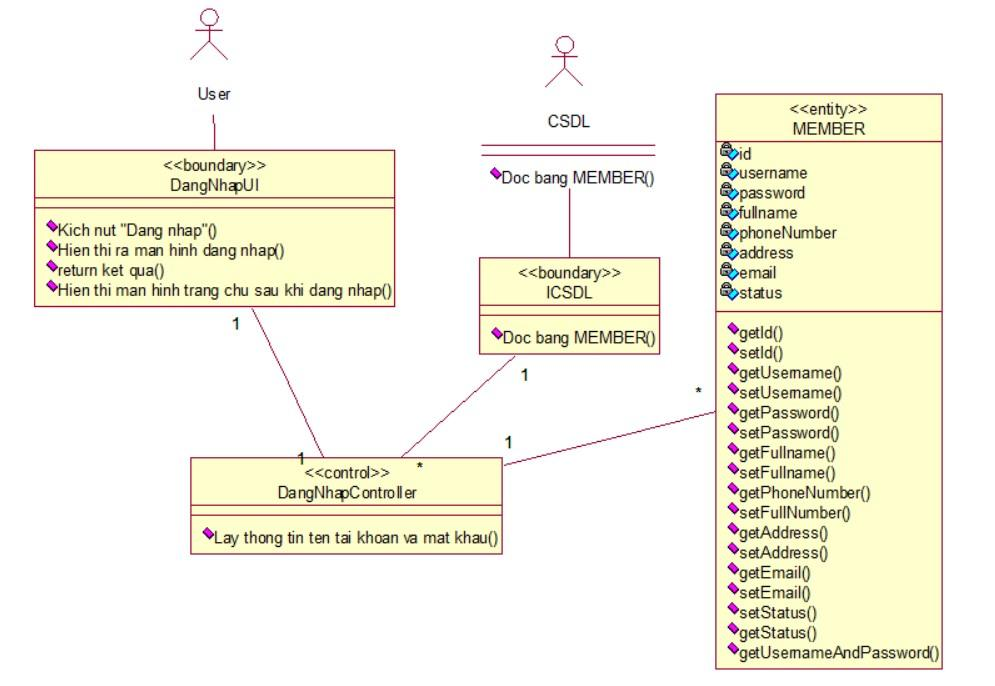 User
<<boundary>>
DangNhapUI
Kich nut "Dang nhap"()
Hien thi ra man hinh dang nhap()
return ket qua()
Hien thi man hinh trang chu sau khi dang nhap()
1
CSDL
Doc bang MEMBER()
<<boundary>>
ICSDL
Doc bang MEMBER()
1
1
*
<<control>>
DangNhapController
Lay thong tin ten tai khoan va mat khau()
1
*
<<entity>>
MEMBER
id
username
password
fullname
phoneNumber
address
email
status
getId()
setId()
getUsername()
setUsername()
getPassword()
setPassword()
getFullname()
setFullname()
getPhoneNumber()
setFullNumber()
getAddress()
setAddress()
getEmail()
setEmail()
setStatus()
getStatus()
getUsernameAndPassword()